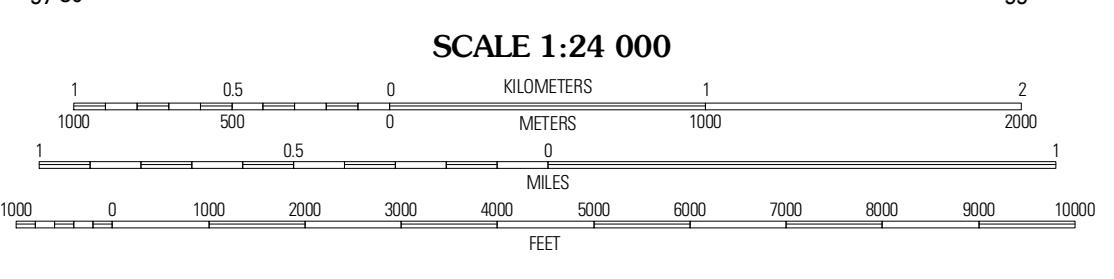 SCALE 1:24 000
1 0.5 0 KILOMETERS 1 2
1000 500 0 METERS 1000 2000
1 0.5 0 1
MILES
1000 0 1000 2000 3000 4000 5000 6000 7000 8000 9000 10000
FEET